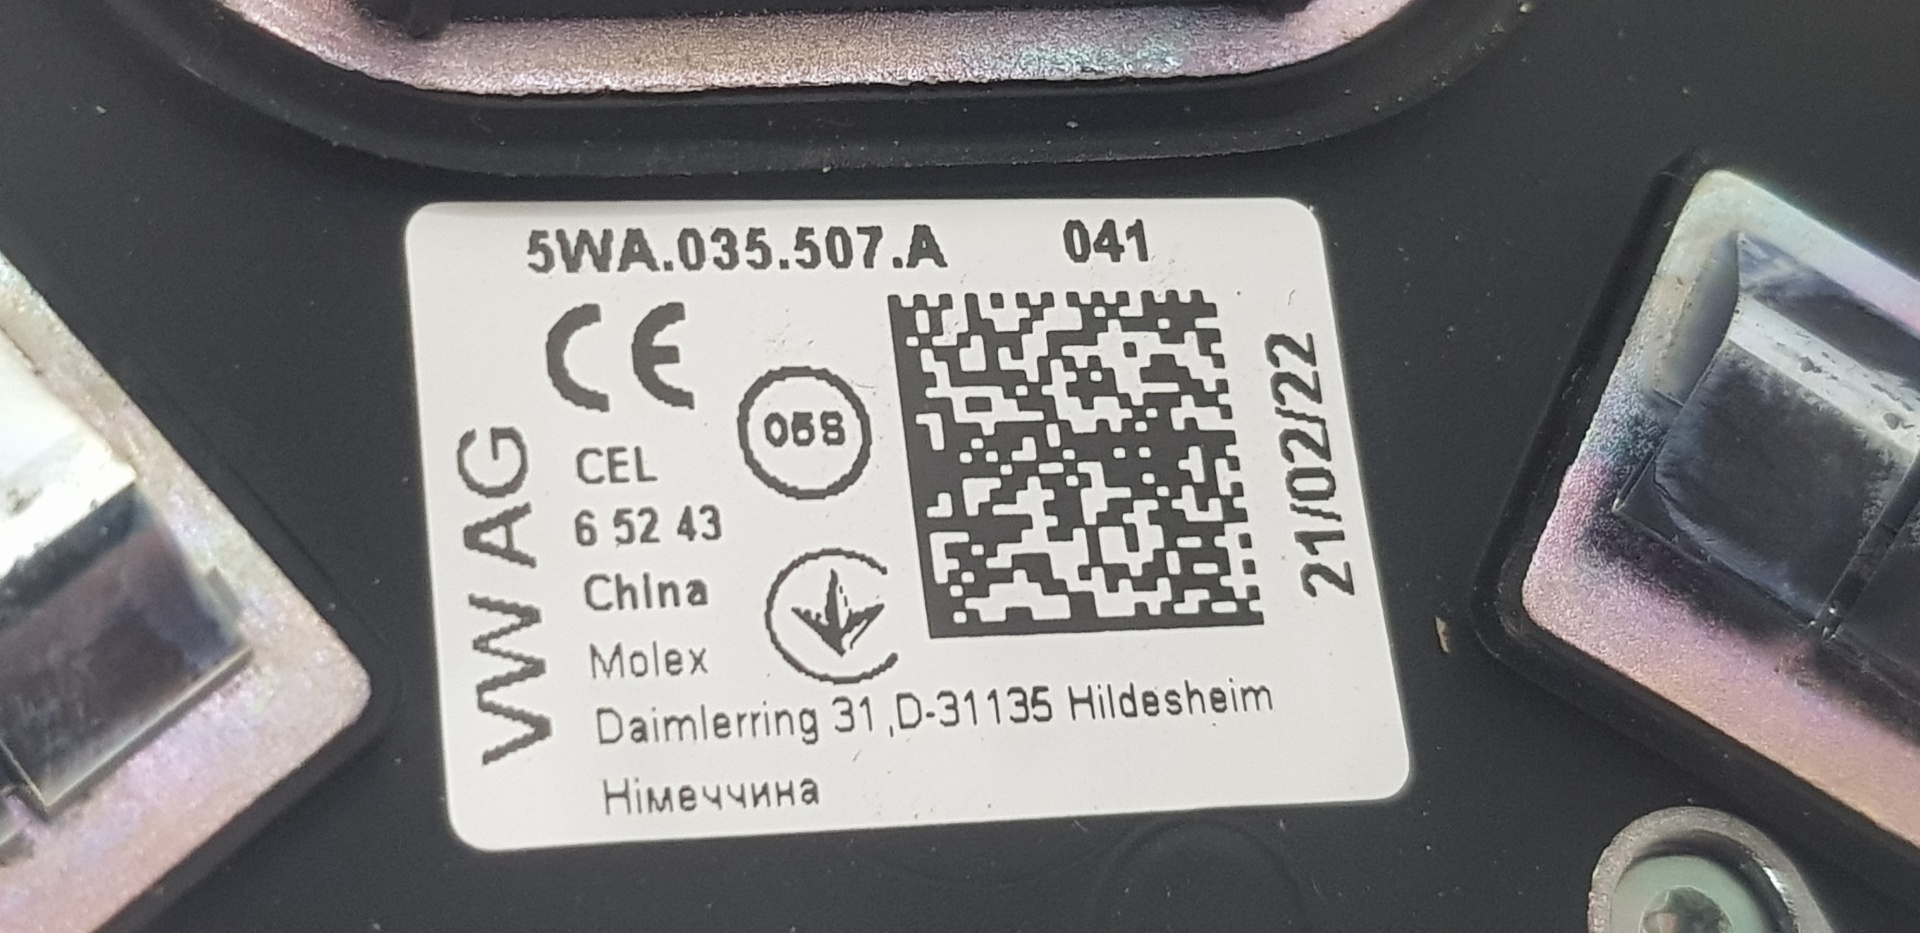 5WA.035.507.A 041
CE
058
CEL
6 52 43
China
Molex
Daimlerring 31 ,D-31135 Hildesheim
Німеччина
VW AG
21/02/22